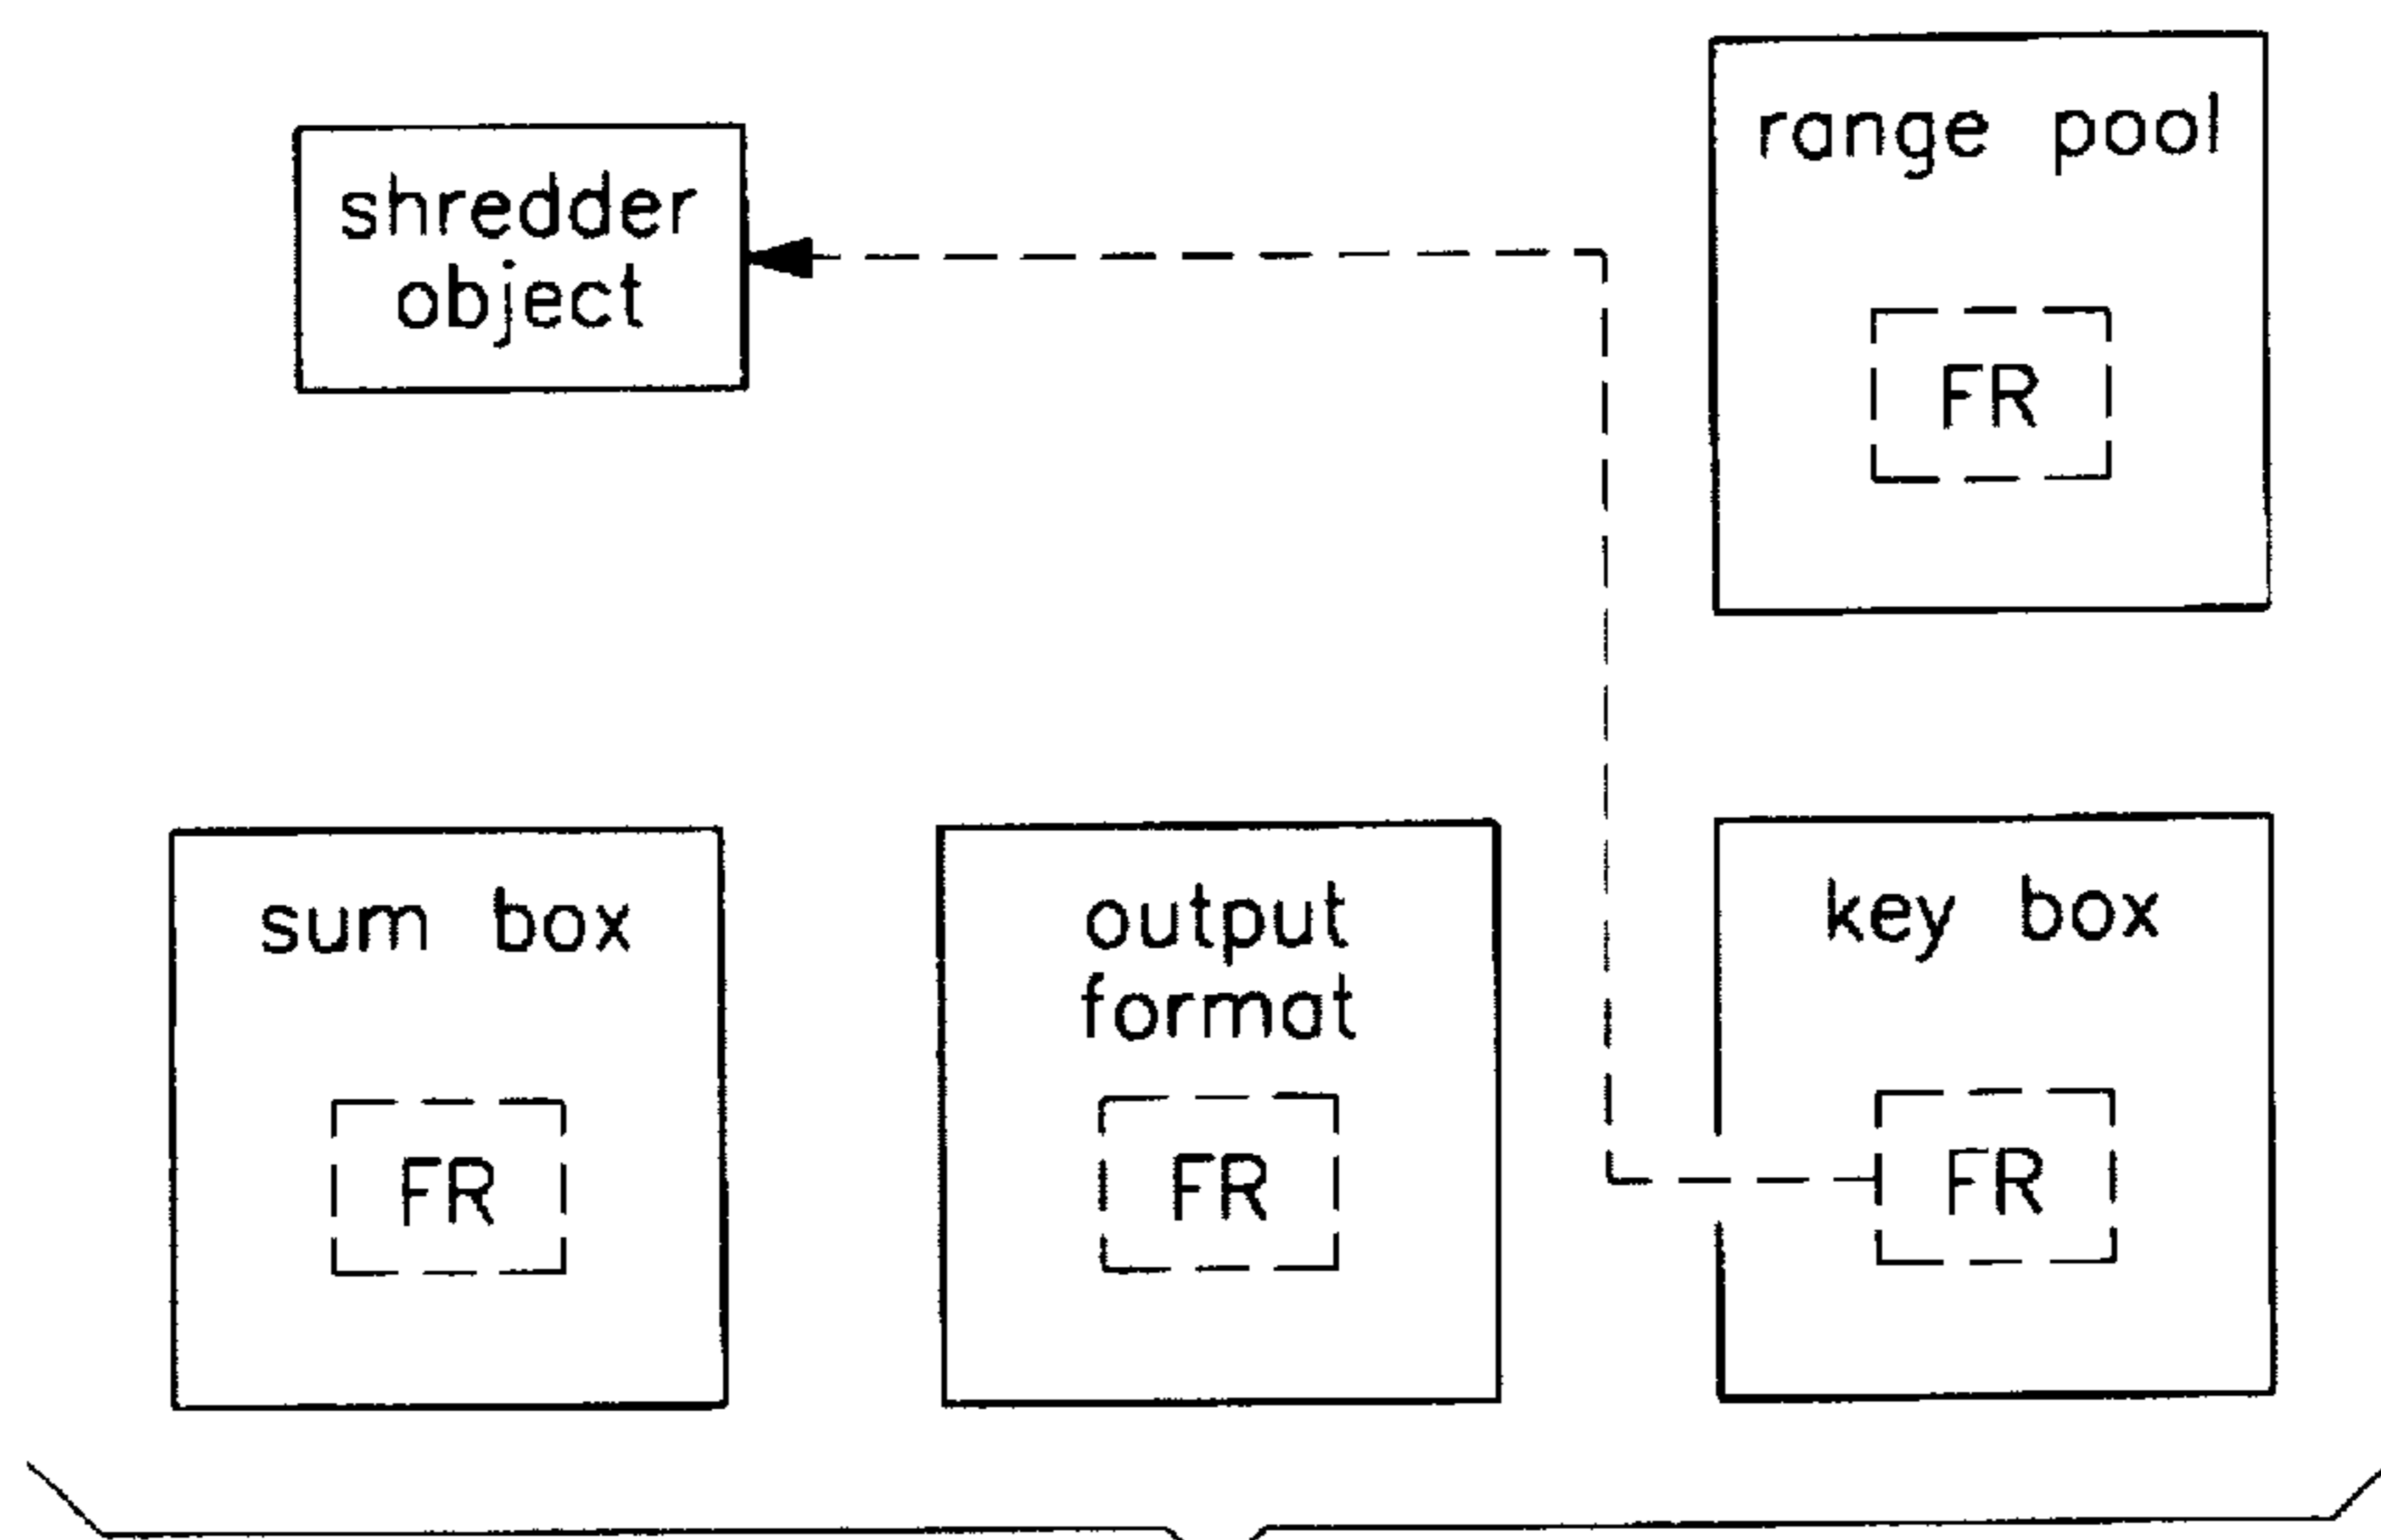 shredder
object
range pool
FR
sum box
FR
output
format
FR
key box
FR